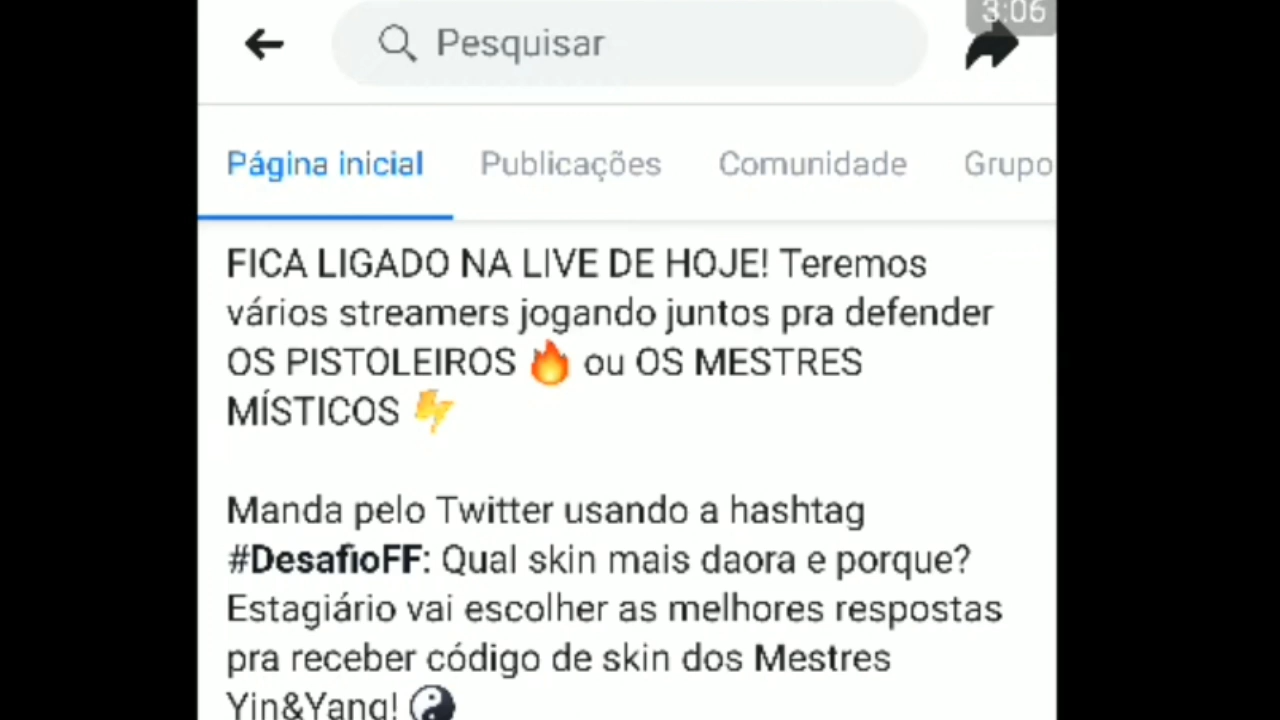 3:06
Pesquisar
Página inicial Publicações Comunidade Grupo
FICA LIGADO NA LIVE DE HOJE! Teremos
vários streamers jogando juntos pra defender
OS PISTOLEIROS 🔥 ou OS MESTRES
MÍSTICOS ⚡
Manda pelo Twitter usando a hashtag
#DesafioFF: Qual skin mais daora e porque?
Estagiário vai escolher as melhores respostas
pra receber código de skin dos Mestres
Yin&Yang! ☯